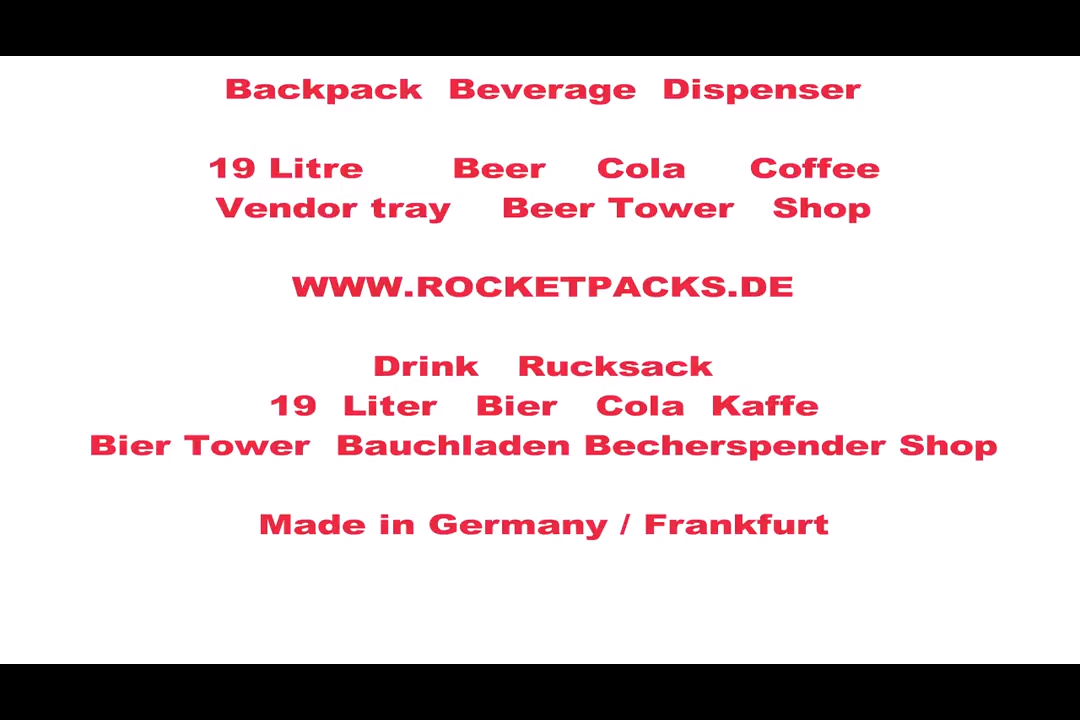 Backpack Beverage Dispenser
19 Litre Beer Cola Coffee
Vendor tray Beer Tower Shop
WWW.ROCKETPACKS.DE
Drink Rucksack
19 Liter Bier Cola Kaffe
Bier Tower Bauchladen Becherspender Shop
Made in Germany / Frankfurt